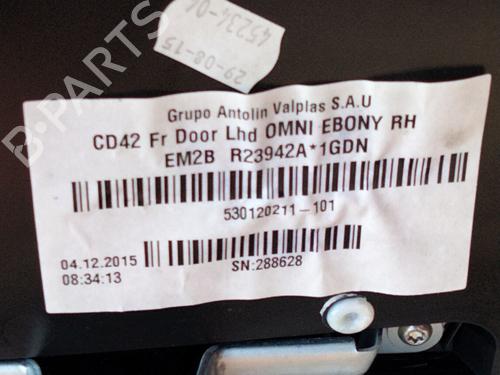 45234-04
29-08-15
B-PARTS
Grupo Antolin Valplas S.A.U
CD42 Fr Door Lhd OMNI EBONY RH
EM2B R23942A*1GDN
530120211-101
04.12.2015
08:34:13
SN:288628